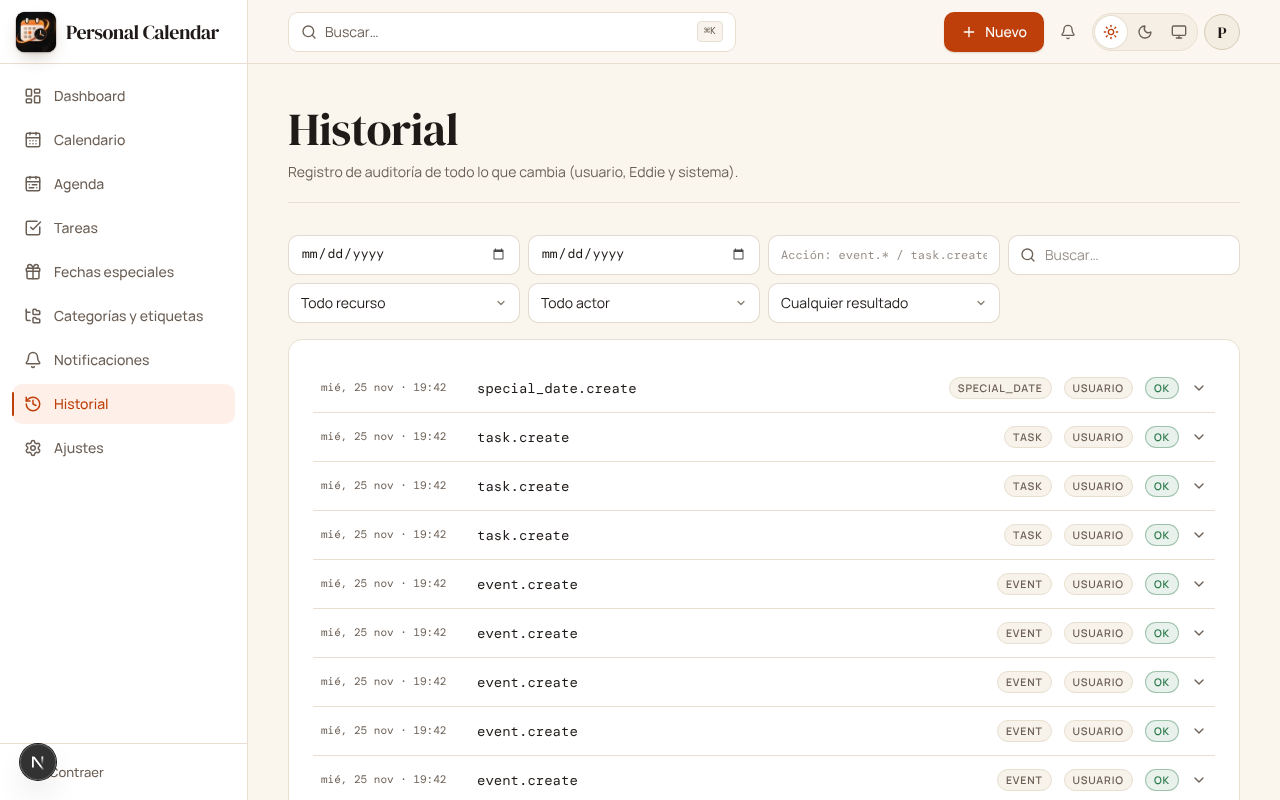 Personal Calendar
Buscar...
⌘K
Nuevo
P
Dashboard
Calendario
Agenda
Tareas
Fechas especiales
Categorías y etiquetas
Notificaciones
Historial
Ajustes
Contraer
N
Historial
Registro de auditoría de todo lo que cambia (usuario, Eddie y sistema).
mm/dd/yyyy
mm/dd/yyyy
Acción: event.* / task.create
Buscar...
Todo recurso
Todo actor
Cualquier resultado
mié, 25 nov · 19:42 special_date.create SPECIAL_DATE USUARIO OK
mié, 25 nov · 19:42 task.create TASK USUARIO OK
mié, 25 nov · 19:42 task.create TASK USUARIO OK
mié, 25 nov · 19:42 task.create TASK USUARIO OK
mié, 25 nov · 19:42 event.create EVENT USUARIO OK
mié, 25 nov · 19:42 event.create EVENT USUARIO OK
mié, 25 nov · 19:42 event.create EVENT USUARIO OK
mié, 25 nov · 19:42 event.create EVENT USUARIO OK
mié, 25 nov · 19:42 event.create EVENT USUARIO OK